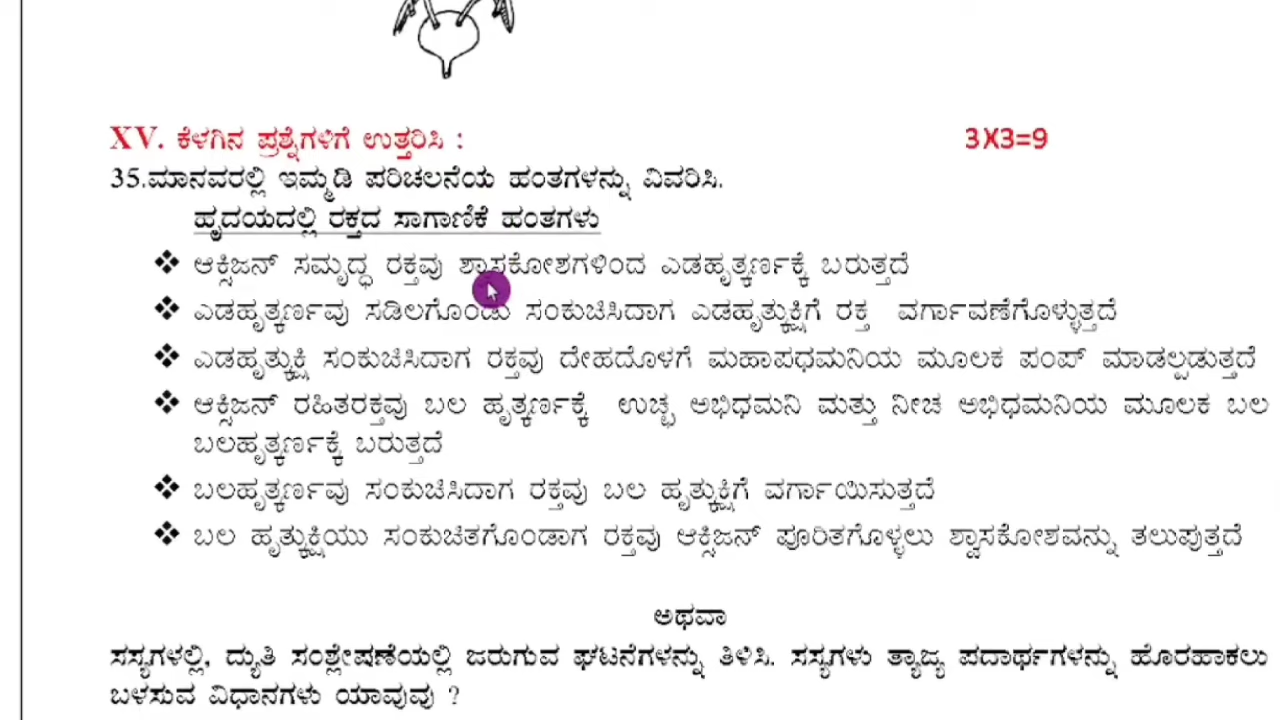 XV. ಕೆಳಗಿನ ಪ್ರಶ್ನೆಗಳಿಗೆ ಉತ್ತರಿಸಿ : 3X3=9
35.ಮಾನವರಲ್ಲಿ ಇಮ್ಮಡಿ ಪರಿಚಲನೆಯ ಹಂತಗಳನ್ನು ವಿವರಿಸಿ.
ಹೃದಯದಲ್ಲಿ ರಕ್ತದ ಸಾಗಾಣಿಕೆ ಹಂತಗಳು
❖ ಆಕ್ಸಿಜನ್ ಸಮೃದ್ಧ ರಕ್ತವು ಶ್ವಾಸಕೋಶಗಳಿಂದ ಎಡಹೃತ್ಕರ್ಣಕ್ಕೆ ಬರುತ್ತದೆ
❖ ಎಡಹೃತ್ಕರ್ಣವು ಸಡಿಲಗೊಂಡು ಸಂಕುಚಿಸಿದಾಗ ಎಡಹೃತ್ಕುಕ್ಷಿಗೆ ರಕ್ತ ವರ್ಗಾವಣೆಗೊಳ್ಳುತ್ತದೆ
❖ ಎಡಹೃತ್ಕುಕ್ಷಿ ಸಂಕುಚಿಸಿದಾಗ ರಕ್ತವು ದೇಹದೊಳಗೆ ಮಹಾಪಧಮನಿಯ ಮೂಲಕ ಪಂಪ್ ಮಾಡಲ್ಪಡುತ್ತದೆ
❖ ಆಕ್ಸಿಜನ್ ರಹಿತರಕ್ತವು ಬಲ ಹೃತ್ಕರ್ಣಕ್ಕೆ ಉಚ್ಛ ಅಭಿಧಮನಿ ಮತ್ತು ನೀಚ ಅಭಿಧಮನಿಯ ಮೂಲಕ ಬಲ
ಬಲಹೃತ್ಕರ್ಣಕ್ಕೆ ಬರುತ್ತದೆ
❖ ಬಲಹೃತ್ಕರ್ಣವು ಸಂಕುಚಿಸಿದಾಗ ರಕ್ತವು ಬಲ ಹೃತ್ಕುಕ್ಷಿಗೆ ವರ್ಗಾಯಿಸುತ್ತದೆ
❖ ಬಲ ಹೃತ್ಕುಕ್ಷಿಯು ಸಂಕುಚಿತಗೊಂಡಾಗ ರಕ್ತವು ಆಕ್ಸಿಜನ್ ಪೂರಿತಗೊಳ್ಳಲು ಶ್ವಾಸಕೋಶವನ್ನು ತಲುಪುತ್ತದೆ
ಅಥವಾ
ಸಸ್ಯಗಳಲ್ಲಿ, ದ್ಯುತಿ ಸಂಶ್ಲೇಷಣೆಯಲ್ಲಿ ಜರುಗುವ ಘಟನೆಗಳನ್ನು ತಿಳಿಸಿ. ಸಸ್ಯಗಳು ತ್ಯಾಜ್ಯ ಪದಾರ್ಥಗಳನ್ನು ಹೊರಹಾಕಲು
ಬಳಸುವ ವಿಧಾನಗಳು ಯಾವುವು ?